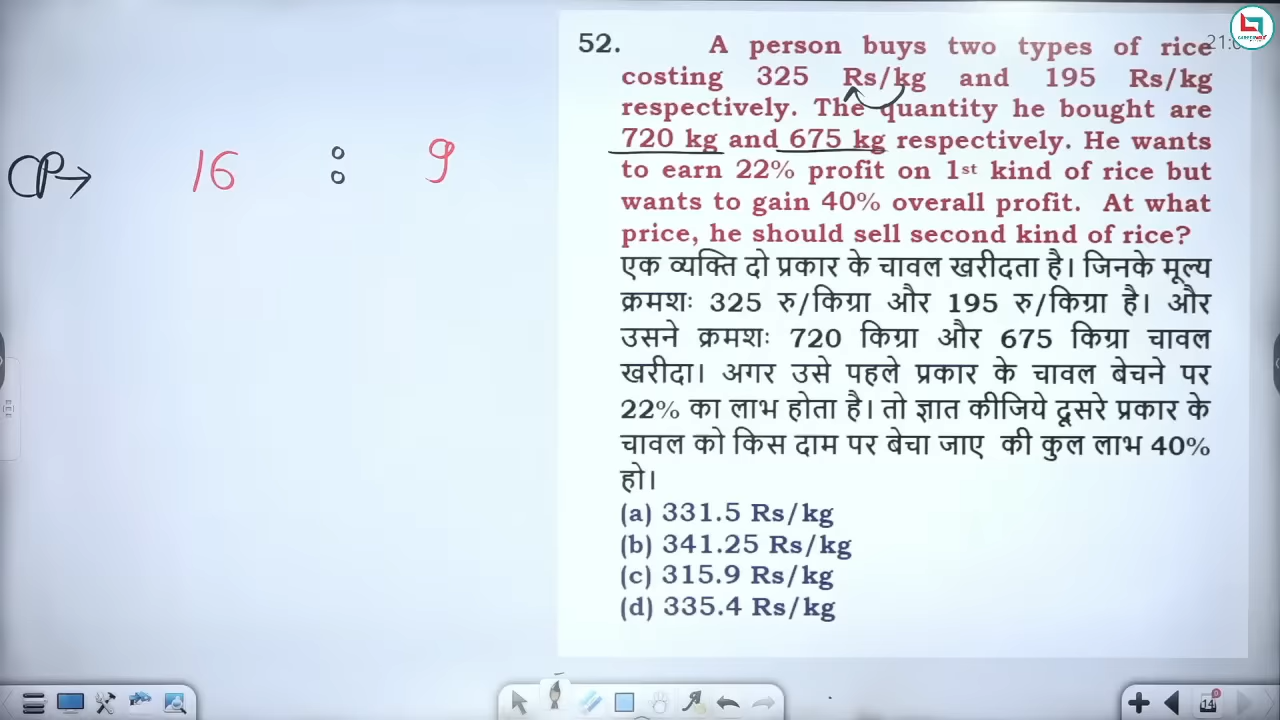 52. A person buys two types of rice
costing 325 Rs/kg and 195 Rs/kg
respectively. The quantity he bought are
720 kg and 675 kg respectively. He wants
to earn 22% profit on 1st kind of rice but
wants to gain 40% overall profit. At what
price, he should sell second kind of rice?
एक व्यक्ति दो प्रकार के चावल खरीदता है। जिनके मूल्य
क्रमशः 325 रु/किग्रा और 195 रु/किग्रा है। और
उसने क्रमशः 720 किग्रा और 675 किग्रा चावल
खरीदा। अगर उसे पहले प्रकार के चावल बेचने पर
22% का लाभ होता है। तो ज्ञात कीजिये दूसरे प्रकार के
चावल को किस दाम पर बेचा जाए की कुल लाभ 40%
हो।
(a) 331.5 Rs/kg
(b) 341.25 Rs/kg
(c) 315.9 Rs/kg
(d) 335.4 Rs/kg
CP→ 16 : 9
14